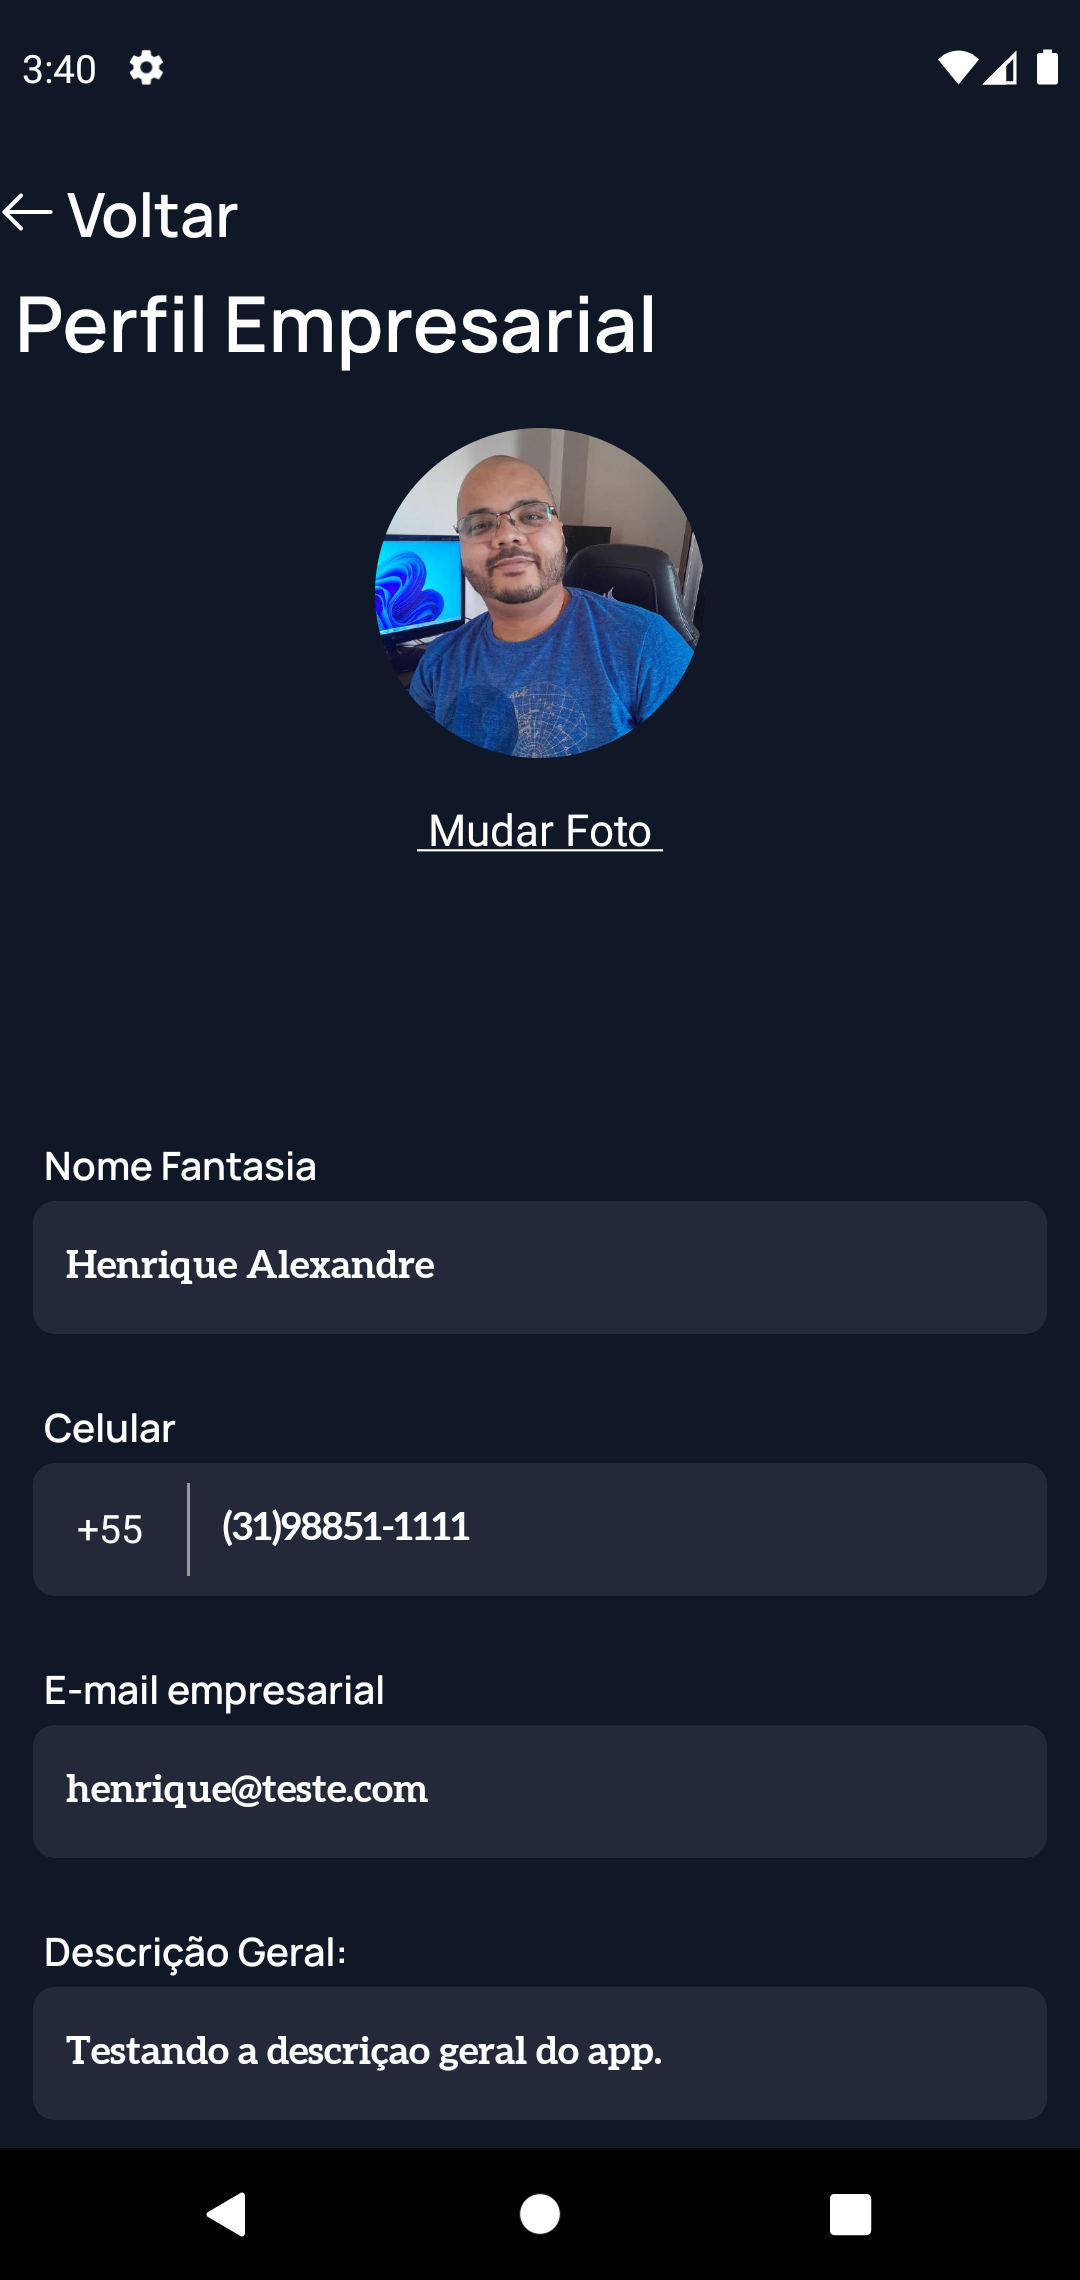 3:40
Voltar
Perfil Empresarial
Mudar Foto
Nome Fantasia
Henrique Alexandre
Celular
+55
(31)98851-1111
E-mail empresarial
henrique@teste.com
Descrição Geral:
Testando a descriçao geral do app.